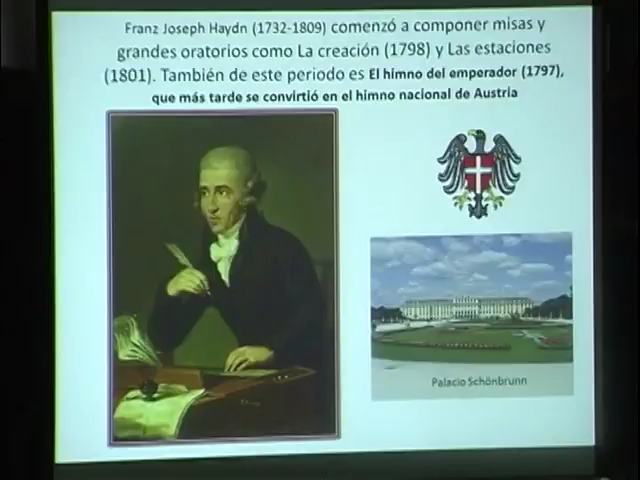 Franz Joseph Haydn (1732-1809) comenzó a componer misas y
grandes oratorios como La creación (1798) y Las estaciones
(1801). También de este periodo es El himno del emperador (1797),
que más tarde se convirtió en el himno nacional de Austria
Palacio Schönbrunn